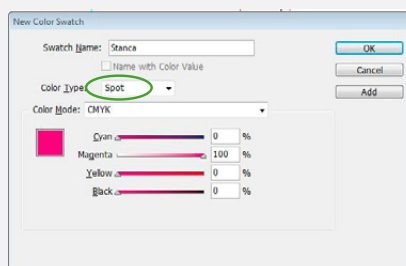 New Color Swatch
Swatch Name: Stanca
OK
Name with Color Value
Cancel
Color Type: Spot
Add
Color Mode: CMYK
Cyan 0 %
Magenta 100 %
Yellow 0 %
Black 0 %